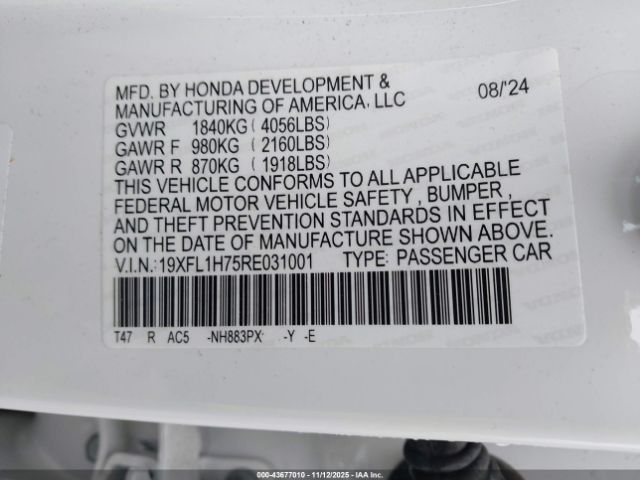 MFD. BY HONDA DEVELOPMENT &
MANUFACTURING OF AMERICA, LLC 08/'24
GVWR 1840KG ( 4056LBS)
GAWR F 980KG ( 2160LBS)
GAWR R 870KG ( 1918LBS)
THIS VEHICLE CONFORMS TO ALL APPLICABLE
FEDERAL MOTOR VEHICLE SAFETY , BUMPER ,
AND THEFT PREVENTION STANDARDS IN EFFECT
ON THE DATE OF MANUFACTURE SHOWN ABOVE.
V.I.N.:19XFL1H75RE031001 TYPE: PASSENGER CAR
T47 R AC5 -NH883PX -Y -E
000-43677010 - 11/12/2025 - IAA Inc.